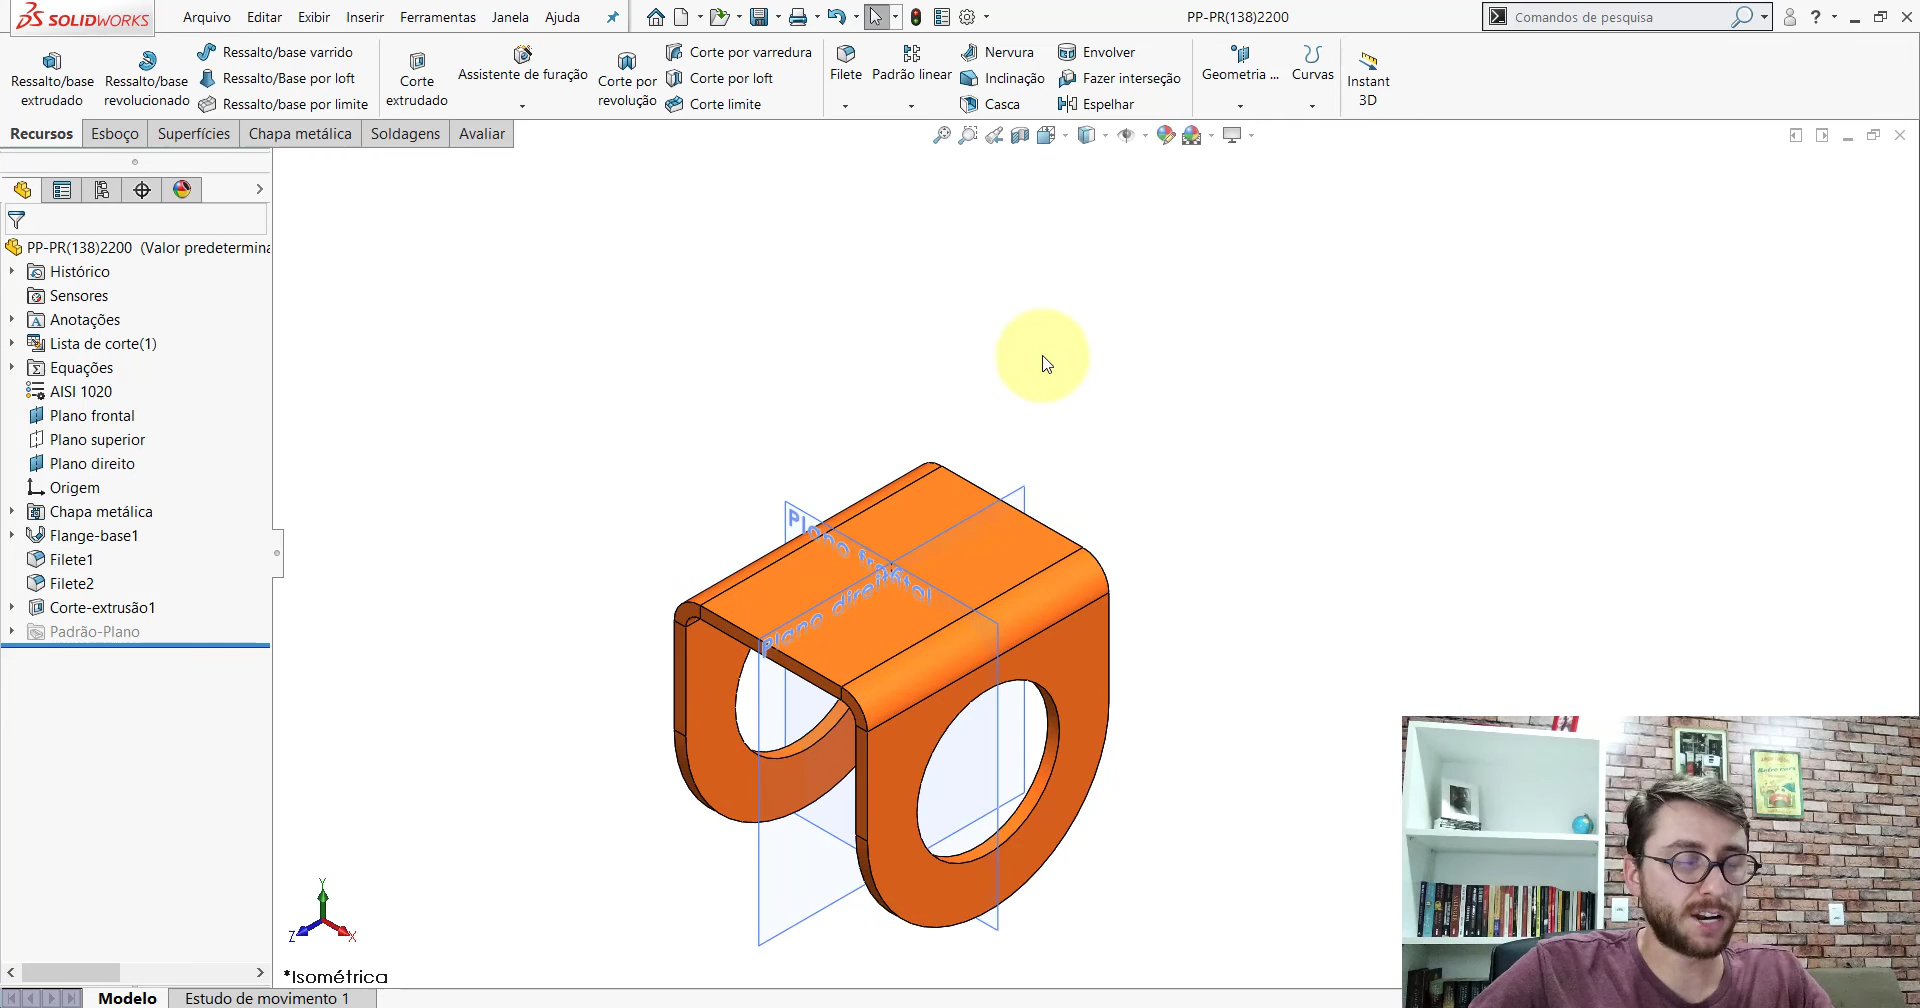 SOLIDWORKS
Arquivo Editar Exibir Inserir Ferramentas Janela Ajuda
PP-PR(138)2200
Comandos de pesquisa
?
Ressalto/base extrudado
Ressalto/base revolucionado
Ressalto/base varrido
Ressalto/Base por loft
Ressalto/base por limite
Corte extrudado
Assistente de furação
Corte por revolução
Corte por varredura
Corte por loft
Corte limite
Filete
Padrão linear
Nervura
Inclinação
Casca
Envolver
Fazer interseção
Espelhar
Geometria ...
Curvas
Instant 3D
Recursos Esboço Superfícies Chapa metálica Soldagens Avaliar
PP-PR(138)2200 (Valor predetermina
Histórico
Sensores
Anotações
Lista de corte(1)
Equações
AISI 1020
Plano frontal
Plano superior
Plano direito
Origem
Chapa metálica
Flange-base1
Filete1
Filete2
Corte-extrusão1
Padrão-Plano
Plano frontal
Plano direito
Y
Z
X
*Isométrica
Modelo Estudo de movimento 1